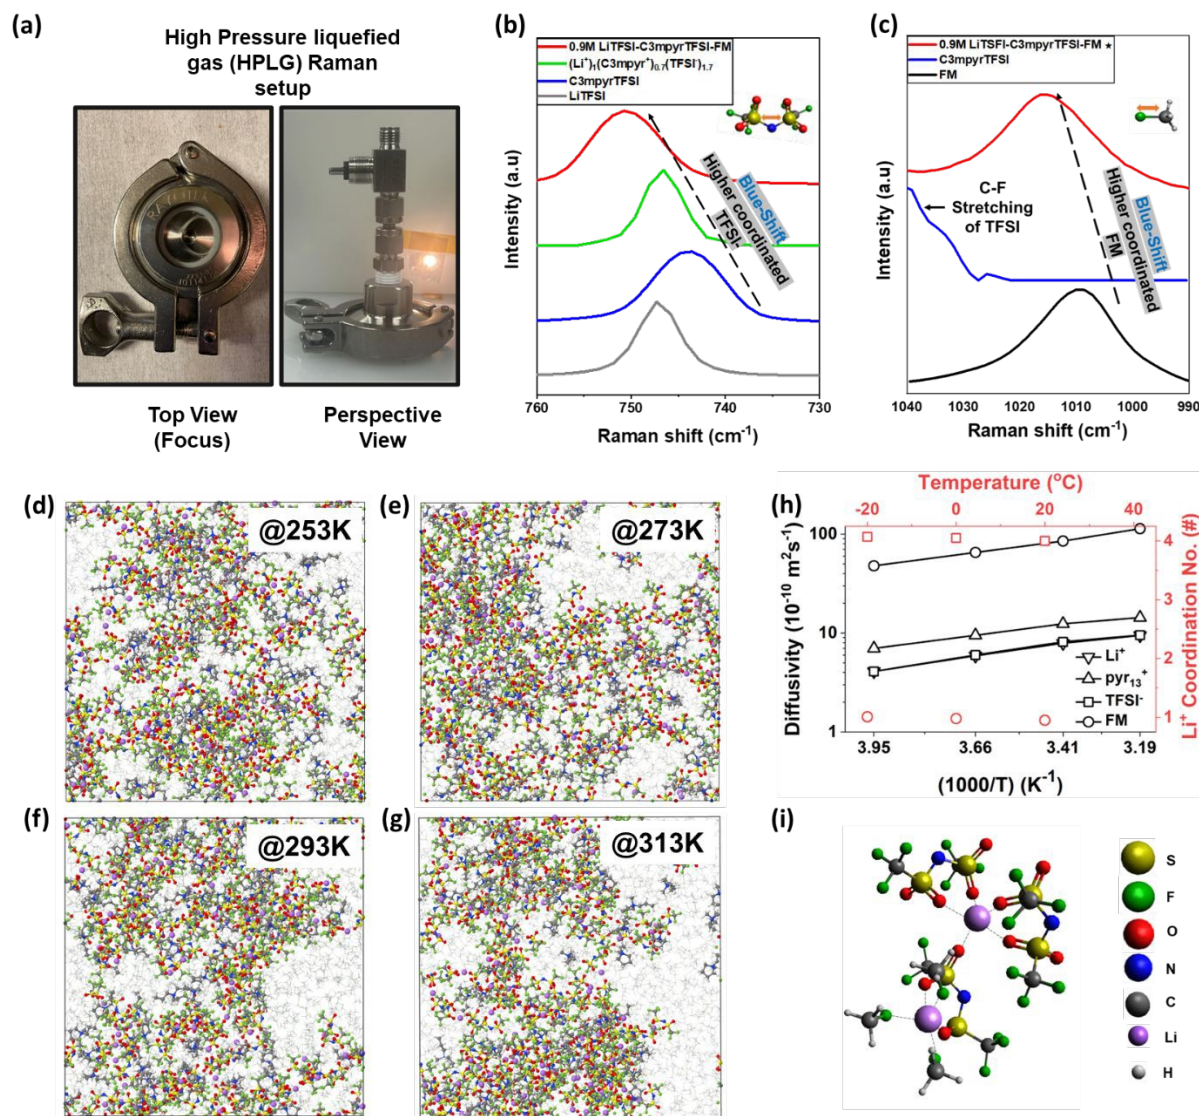 (a)
High Pressure liquefied
gas (HPLG) Raman
setup
Top View
(Focus)
Perspective
View
(b)
0.9M LiTFSI-C3mpyrTFSI-FM
(Li⁺)₁(C3mpyr⁺)₀.₇(TFSI⁻)₁.₇
C3mpyrTFSI
LiTFSI
Intensity (a.u)
Blue-Shift
Higher coordinated
TFSI-
760
750
740
730
Raman shift (cm⁻¹)
(c)
0.9M LiTSFI-C3mpyrTFSI-FM *
C3mpyrTFSI
FM
Intensity (a.u)
C-F
Stretching
of TFSI
Blue-Shift
Higher coordinated
FM
1040
1030
1020
1010
1000
990
Raman shift (cm⁻¹)
(d)
@253K
(e)
@273K
(f)
@293K
(g)
@313K
(h)
Temperature (°C)
-20
0
20
40
Diffusivity (10⁻¹⁰ m²s⁻¹)
100
10
1
Li⁺ Coordination No. (#)
4
3
2
1
Li⁺
pyr₁₃⁺
TFSI⁻
FM
3.95
3.66
3.41
3.19
(1000/T) (K⁻¹)
(i)
S
F
O
N
C
Li
H